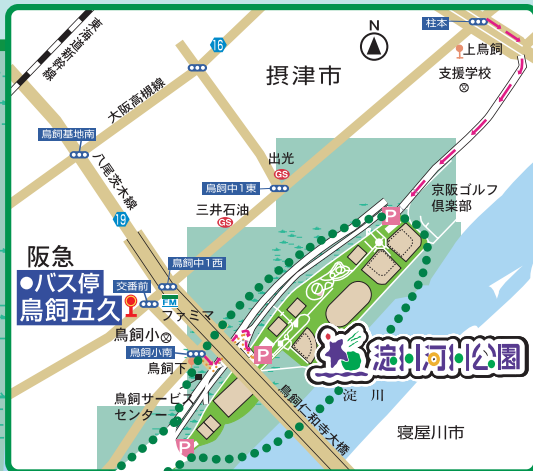 東海道新幹線
16
N
柱本
上鳥飼
支援学校
摂津市
大阪高槻線
鳥飼基地南
八尾茨木線
出光
GS
鳥飼中1東
京阪ゴルフ
倶楽部
P
三井石油
GS
19
阪急
●バス停
鳥飼五久
鳥飼中1西
交番前
FM
ファミマ
鳥飼小
鳥飼小南
鳥飼下
P
淀川河川公園
鳥飼サービス
センター
鳥飼仁和寺大橋
淀川
P
寝屋川市